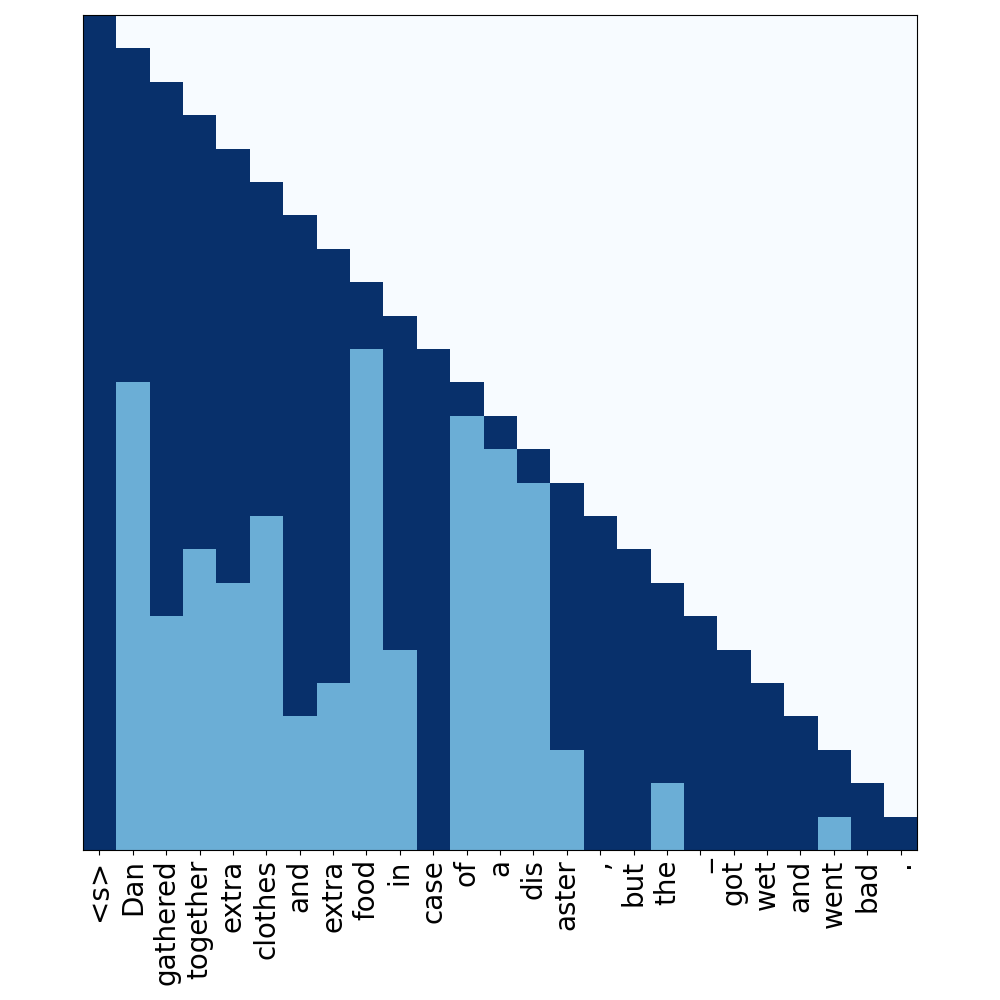 <s> Dan gathered together extra clothes and extra food in case of a dis aster , but the _ got wet and went bad .